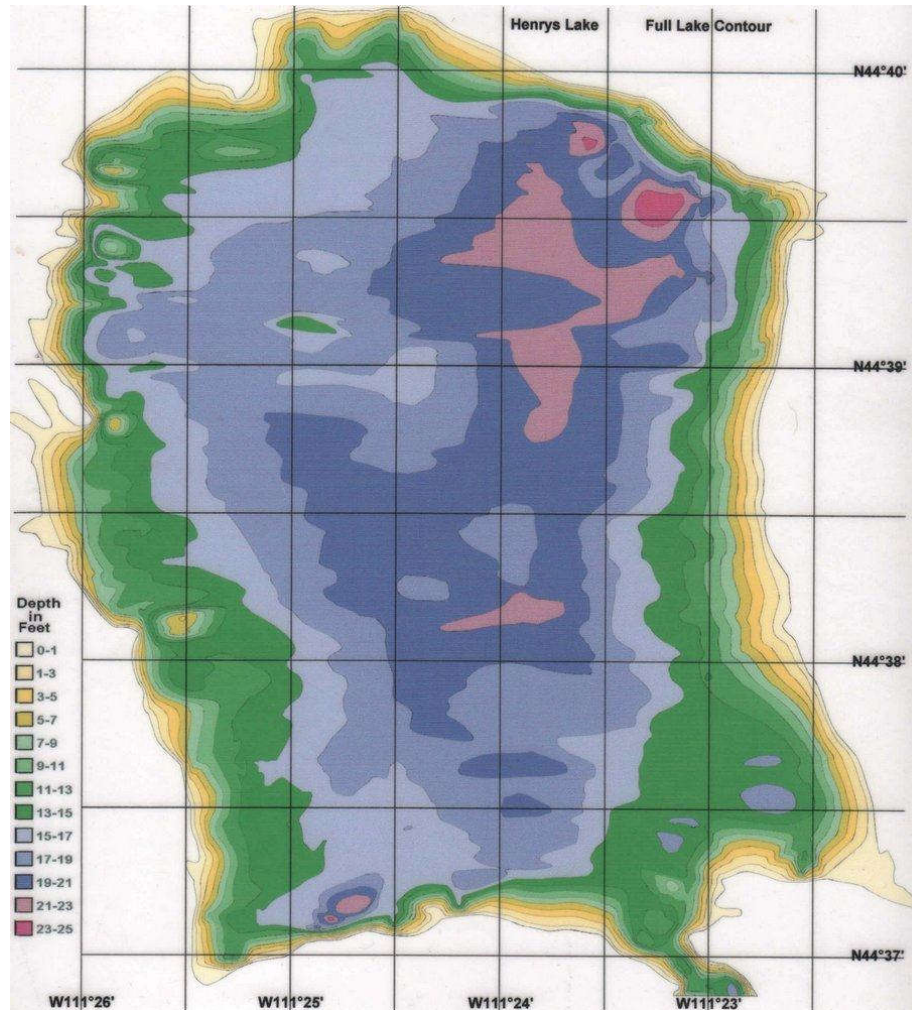 Henrys Lake
Full Lake Contour
N44°40'
N44°39'
N44°38'
N44°37'
Depth
in
Feet
0-1
1-3
3-5
5-7
7-9
9-11
11-13
13-15
15-17
17-19
19-21
21-23
23-25
W111°26'
W111°25'
W111°24'
W111°23'